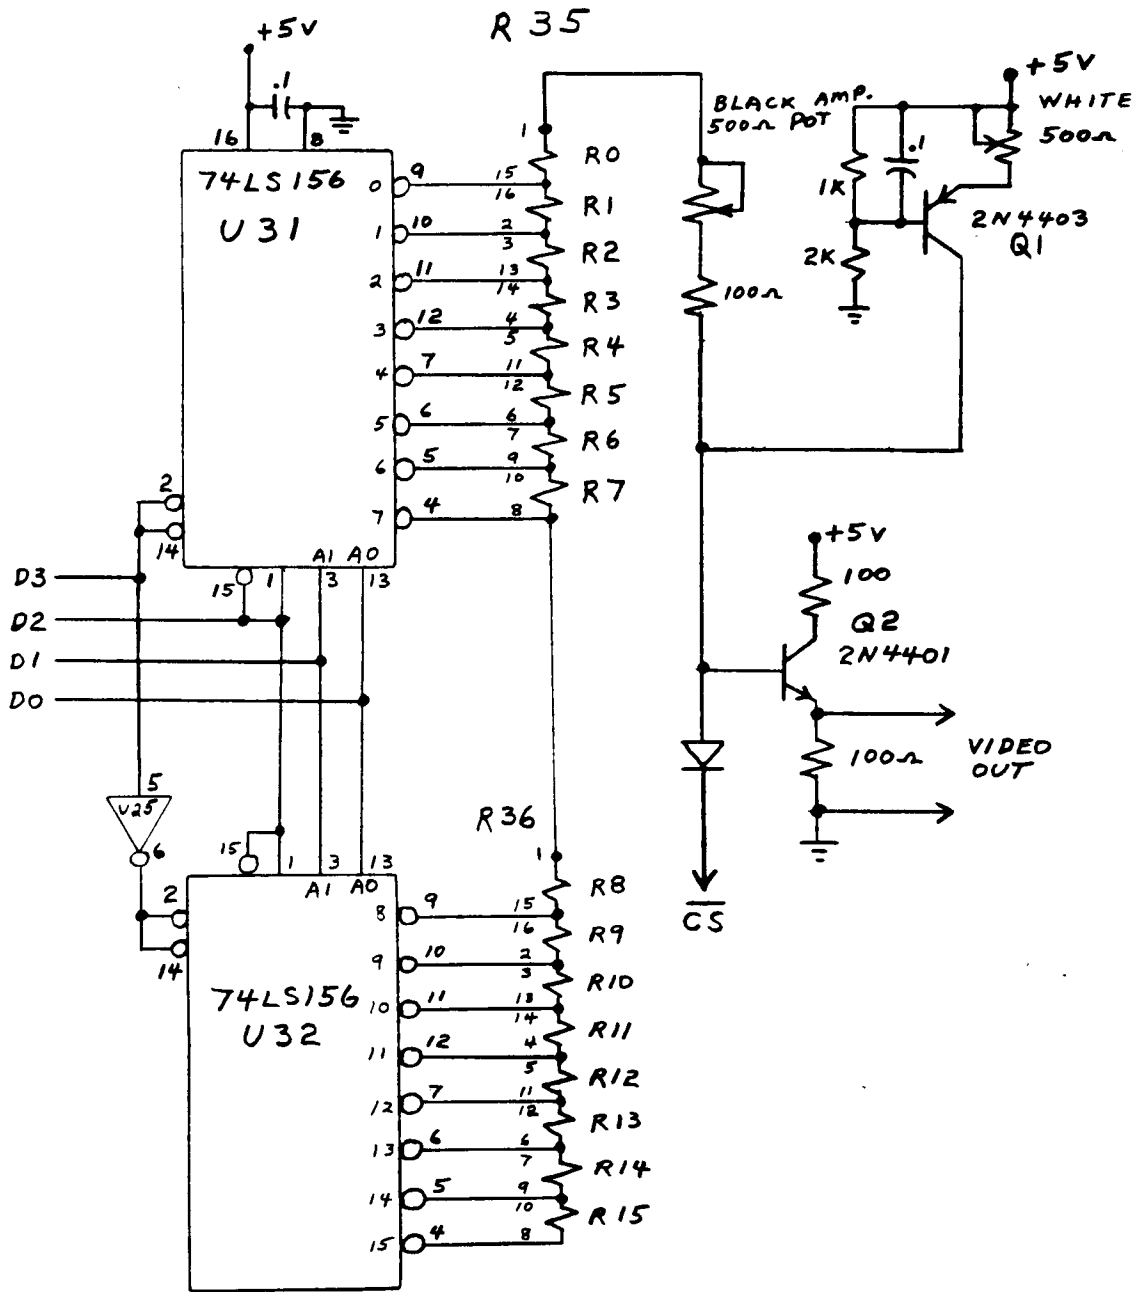 +5V
R 35
.1
16
8
74LS156
U31
0 9 15
16
1 10 2
3
2 11 13
14
3 12 4
5
4 7 11
12
5 6 6
7
6 5 9
10
7 4 8
1
R0
R1
R2
R3
R4
R5
R6
R7
2
14
A1 A0
15 1 3 13
D3
D2
D1
D0
BLACK AMP.
500Ω POT
100Ω
+5V
WHITE
500Ω
.1
1K
2K
2N4403
Q1
+5V
100
Q2
2N4401
100Ω
VIDEO
OUT
CS
5
U25
6
R36
15 1 3 13
A1 A0
2
14
74LS156
U32
8 9 15
16
9 10 2
3
10 11 13
14
11 12 4
5
12 7 11
12
13 6 6
7
14 5 9
10
15 4 8
1
R8
R9
R10
R11
R12
R13
R14
R15